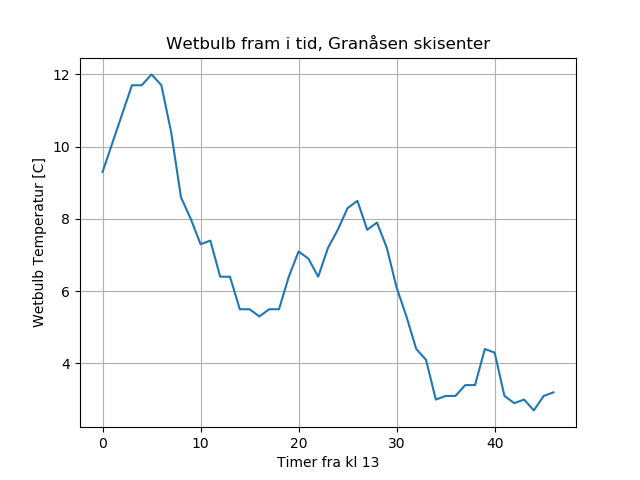 Wetbulb fram i tid, Granåsen skisenter
12
10
8
6
4
Wetbulb Temperatur [C]
0 10 20 30 40
Timer fra kl 13